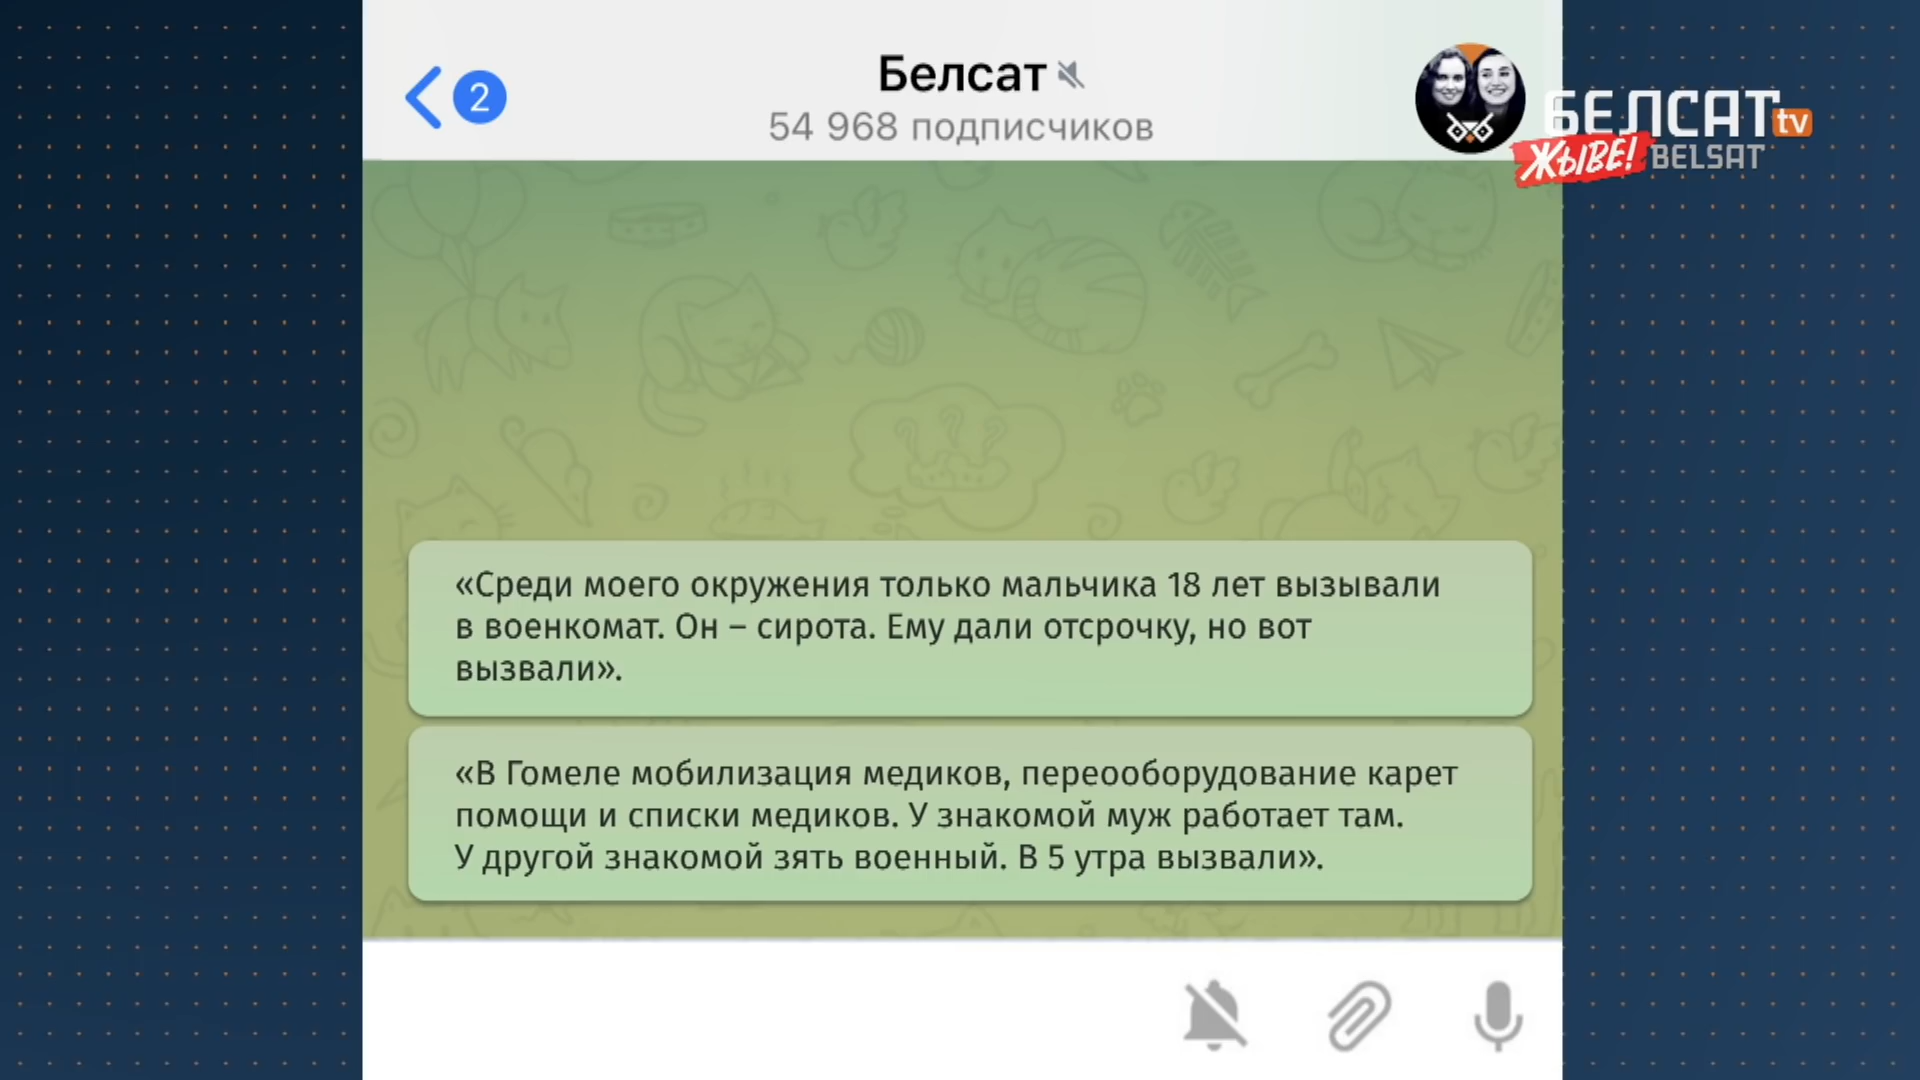 2
Белсат
54 968 подписчиков
БЕЛСАТ tv
ЖЫВЕ! BELSAT
«Среди моего окружения только мальчика 18 лет вызывали
в военкомат. Он – сирота. Ему дали отсрочку, но вот
вызвали».
«В Гомеле мобилизация медиков, переооборудование карет
помощи и списки медиков. У знакомой муж работает там.
У другой знакомой зять военный. В 5 утра вызвали».